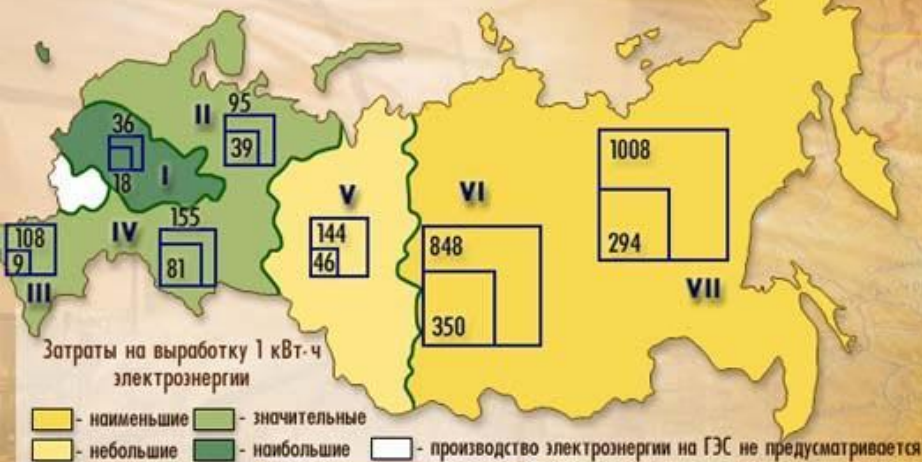 95
II
36
39
18
I
V
VI
1008
IV
155
144
46
848
294
108
9
81
III
VII
350
Затраты на выработку 1 кВт·ч
электроэнергии
- наименьшие - значительные
- небольшие - наибольшие - производство электроэнергии на ГЭС не предусматривается